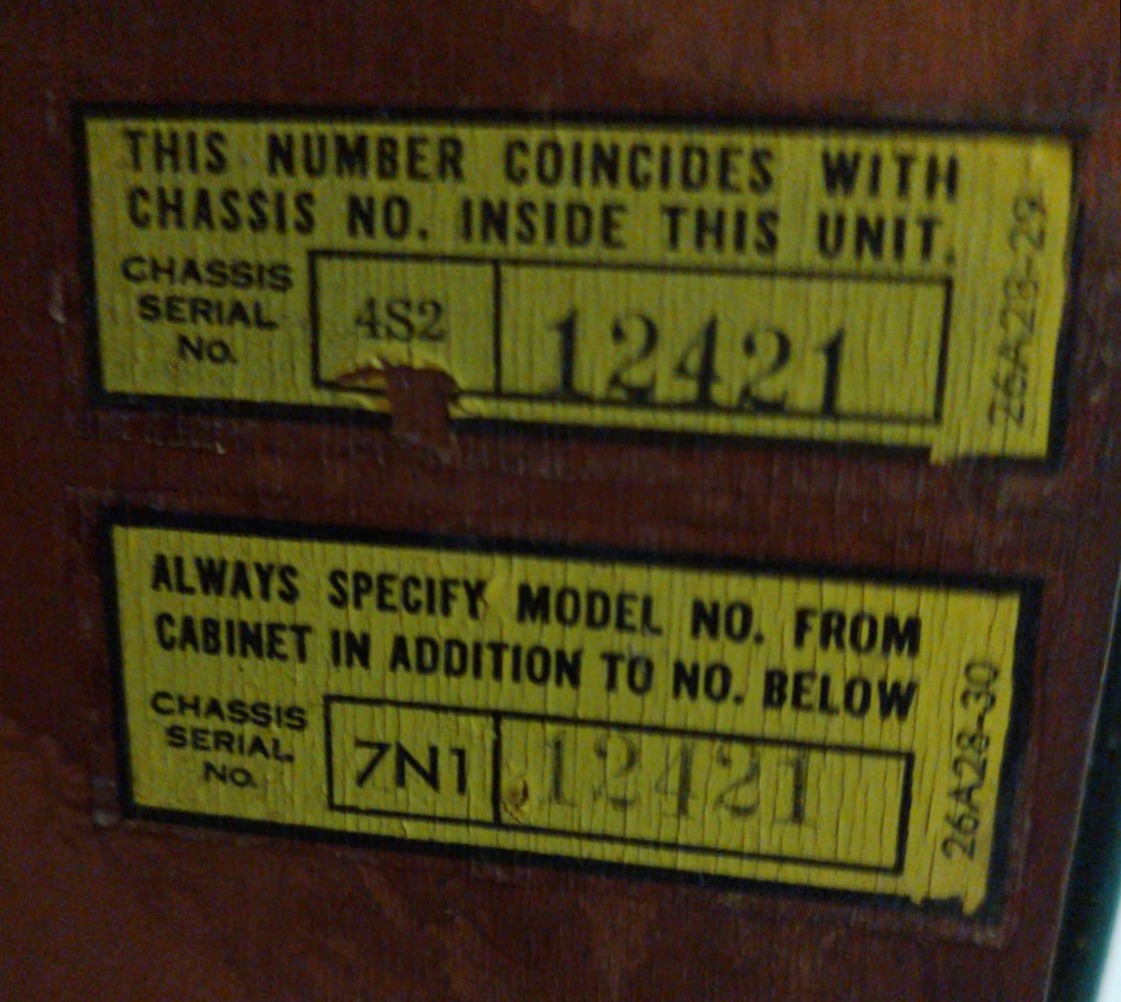 THIS NUMBER COINCIDES WITH
CHASSIS NO. INSIDE THIS UNIT.
CHASSIS
SERIAL
NO.
4S2
12421
26A28-29
ALWAYS SPECIFY MODEL NO. FROM
CABINET IN ADDITION TO NO. BELOW
CHASSIS
SERIAL
NO.
7N1
12421
26A28-30